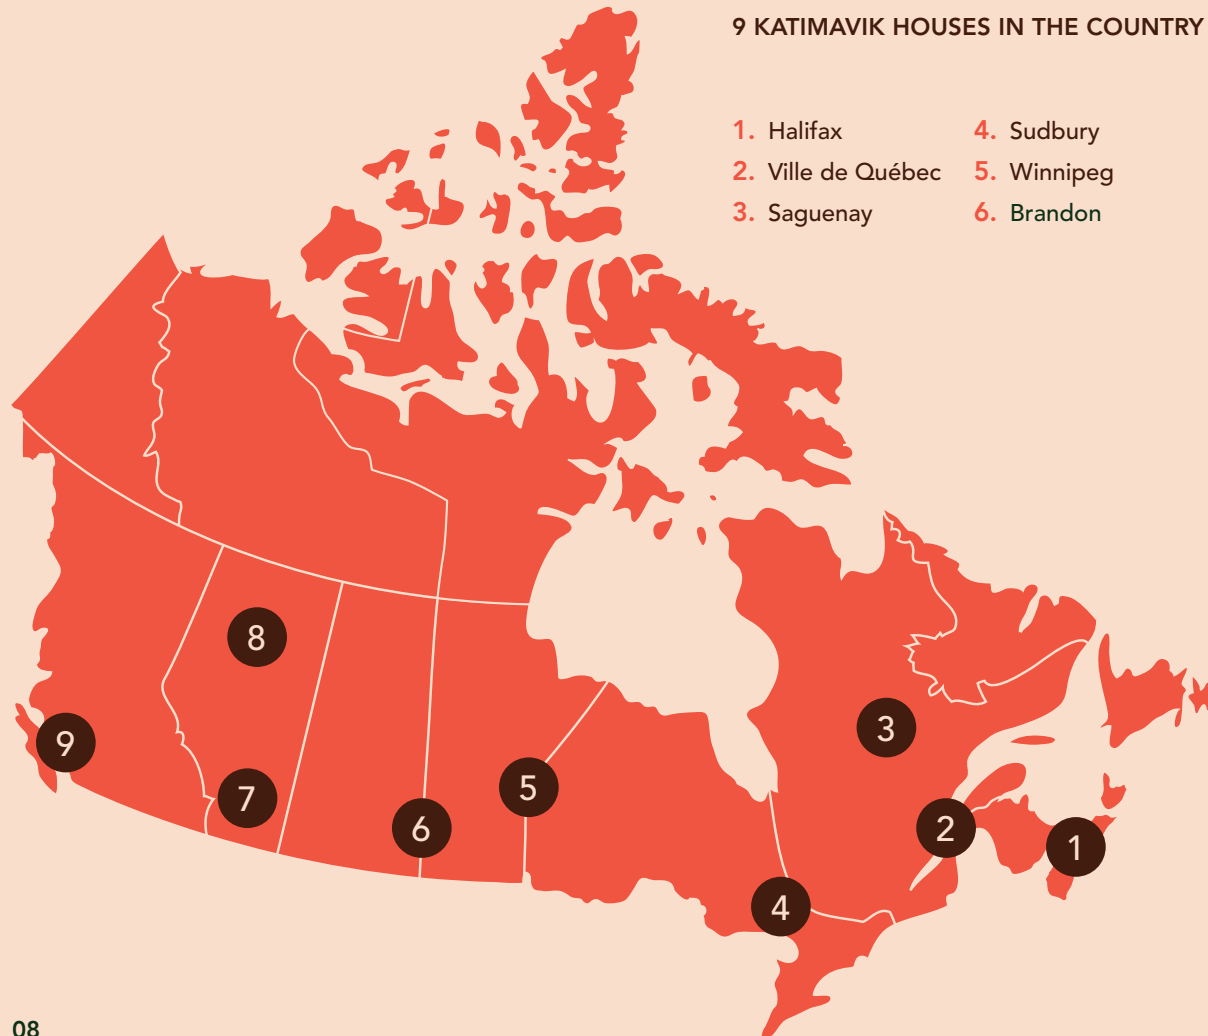 9 KATIMAVIK HOUSES IN THE COUNTRY
1. Halifax
2. Ville de Québec
3. Saguenay
4. Sudbury
5. Winnipeg
6. Brandon
8
9
3
7
5
6
2
1
4
08